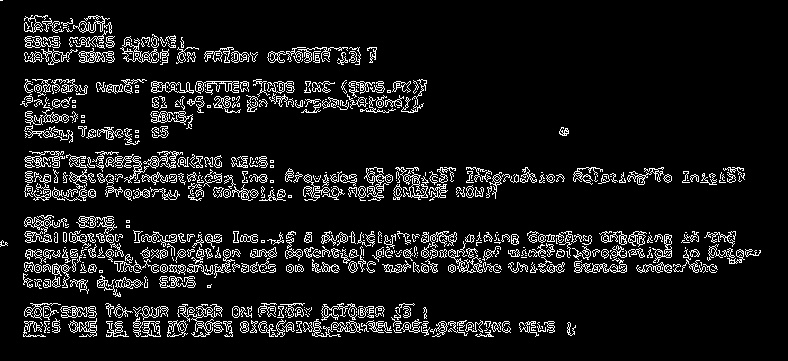 WATCH OUT!
SBNS MAKES A MOVE!
WATCH SBNS TRADE ON FRIDAY OCTOBER 13 !
Company Name: SHALLBETTER INDS INC (SBNS.PK)
Price: $1 (+5.26% On Thursday Alone!)
Symbol: SBNS
5-day Target: $5
SBNS RELEASES BREAKING NEWS:
Shallbetter Industries, Inc. Provides Geological Information Relating To Initial
Resource Property in Mongolia. READ MORE ONLINE NOW!
About SBNS :
Shallbetter Industries Inc. is a publicly traded mining Company engaging in the
acquisition, exploration and potential development of mineral properties in Outer
Mongolia. The company trades on the OTC market of the United States under the
trading symbol SBNS .
ADD SBNS TO YOUR RADAR ON FRIDAY OCTOBER 13 !
THIS ONE IS SET TO POST BIG GAINS AND RELEASE BREAKING NEWS !